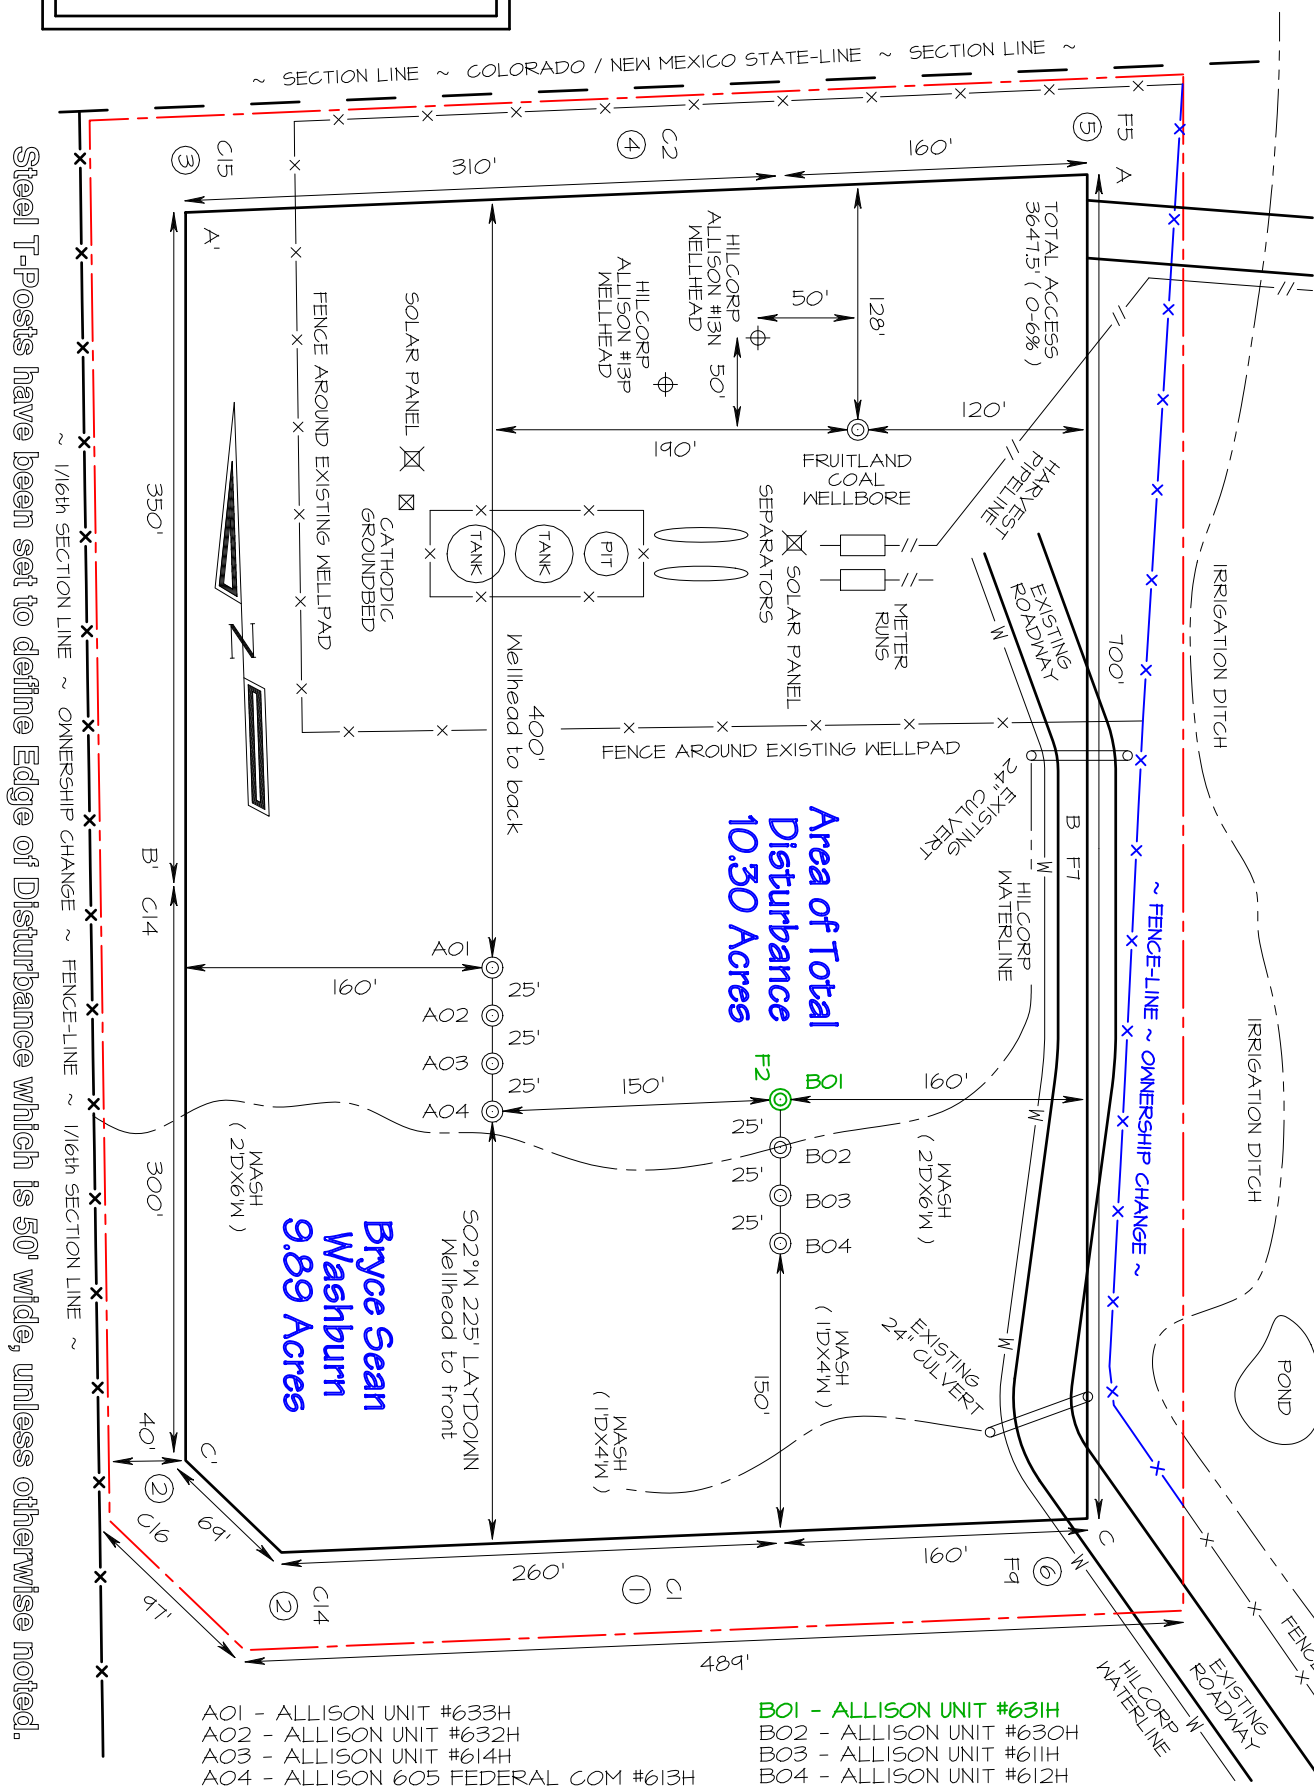 ~ SECTION LINE ~ COLORADO / NEW MEXICO STATE-LINE ~ SECTION LINE ~
③ C15
310'
④ C2
160'
⑤ F5
A
A'
TOTAL ACCESS
3647.5' ( 0-6% )
HILCORP
ALLISON #13N
WELLHEAD
HILCORP
ALLISON #13P
WELLHEAD
50'
128'
50'
120'
190'
FRUITLAND
COAL
WELLBORE
HARVEST
PIPELINE
SOLAR PANEL
FENCE AROUND EXISTING WELLPAD
CATHODIC
GROUNDBED
TANK
TANK
PIT
SEPARATORS
SOLAR PANEL
METER
RUNS
EXISTING
ROADWAY
700'
IRRIGATION DITCH
350'
N
400'
Wellhead to back
FENCE AROUND EXISTING WELLPAD
EXISTING
24" CULVERT
W
W
B F7
B' C14
HILCORP
WATERLINE
Area of Total
Disturbance
10.30 Acres
~ FENCE-LINE ~ OWNERSHIP CHANGE ~
IRRIGATION DITCH
A01
25'
A02
25'
A03
25'
A04
160'
150'
F2
B01
160'
25'
B02
25'
B03
25'
B04
W
WASH
( 2'DX6'W )
WASH
( 2'DX6'W )
300'
Bryce Sean
Washburn
9.89 Acres
S02°W 225' LAYDOWN
Wellhead to front
WASH
( 1'DX4'W )
WASH
( 1'DX4'W )
150'
EXISTING
24" CULVERT
W
POND
40'
C'
② C16
69'
97'
② C14
260'
① C1
160'
⑥ F9
C
W
489'
FENCE
EXISTING
ROADWAY
HILCORP
WATERLINE
W
~ 1/16th SECTION LINE ~ OWNERSHIP CHANGE ~ FENCE-LINE ~ 1/16th SECTION LINE ~
Steel T-Posts have been set to define Edge of Disturbance which is 50' wide, unless otherwise noted.
A01 - ALLISON UNIT #633H
A02 - ALLISON UNIT #632H
A03 - ALLISON UNIT #614H
A04 - ALLISON 605 FEDERAL COM #613H
B01 - ALLISON UNIT #631H
B02 - ALLISON UNIT #630H
B03 - ALLISON UNIT #611H
B04 - ALLISON UNIT #612H